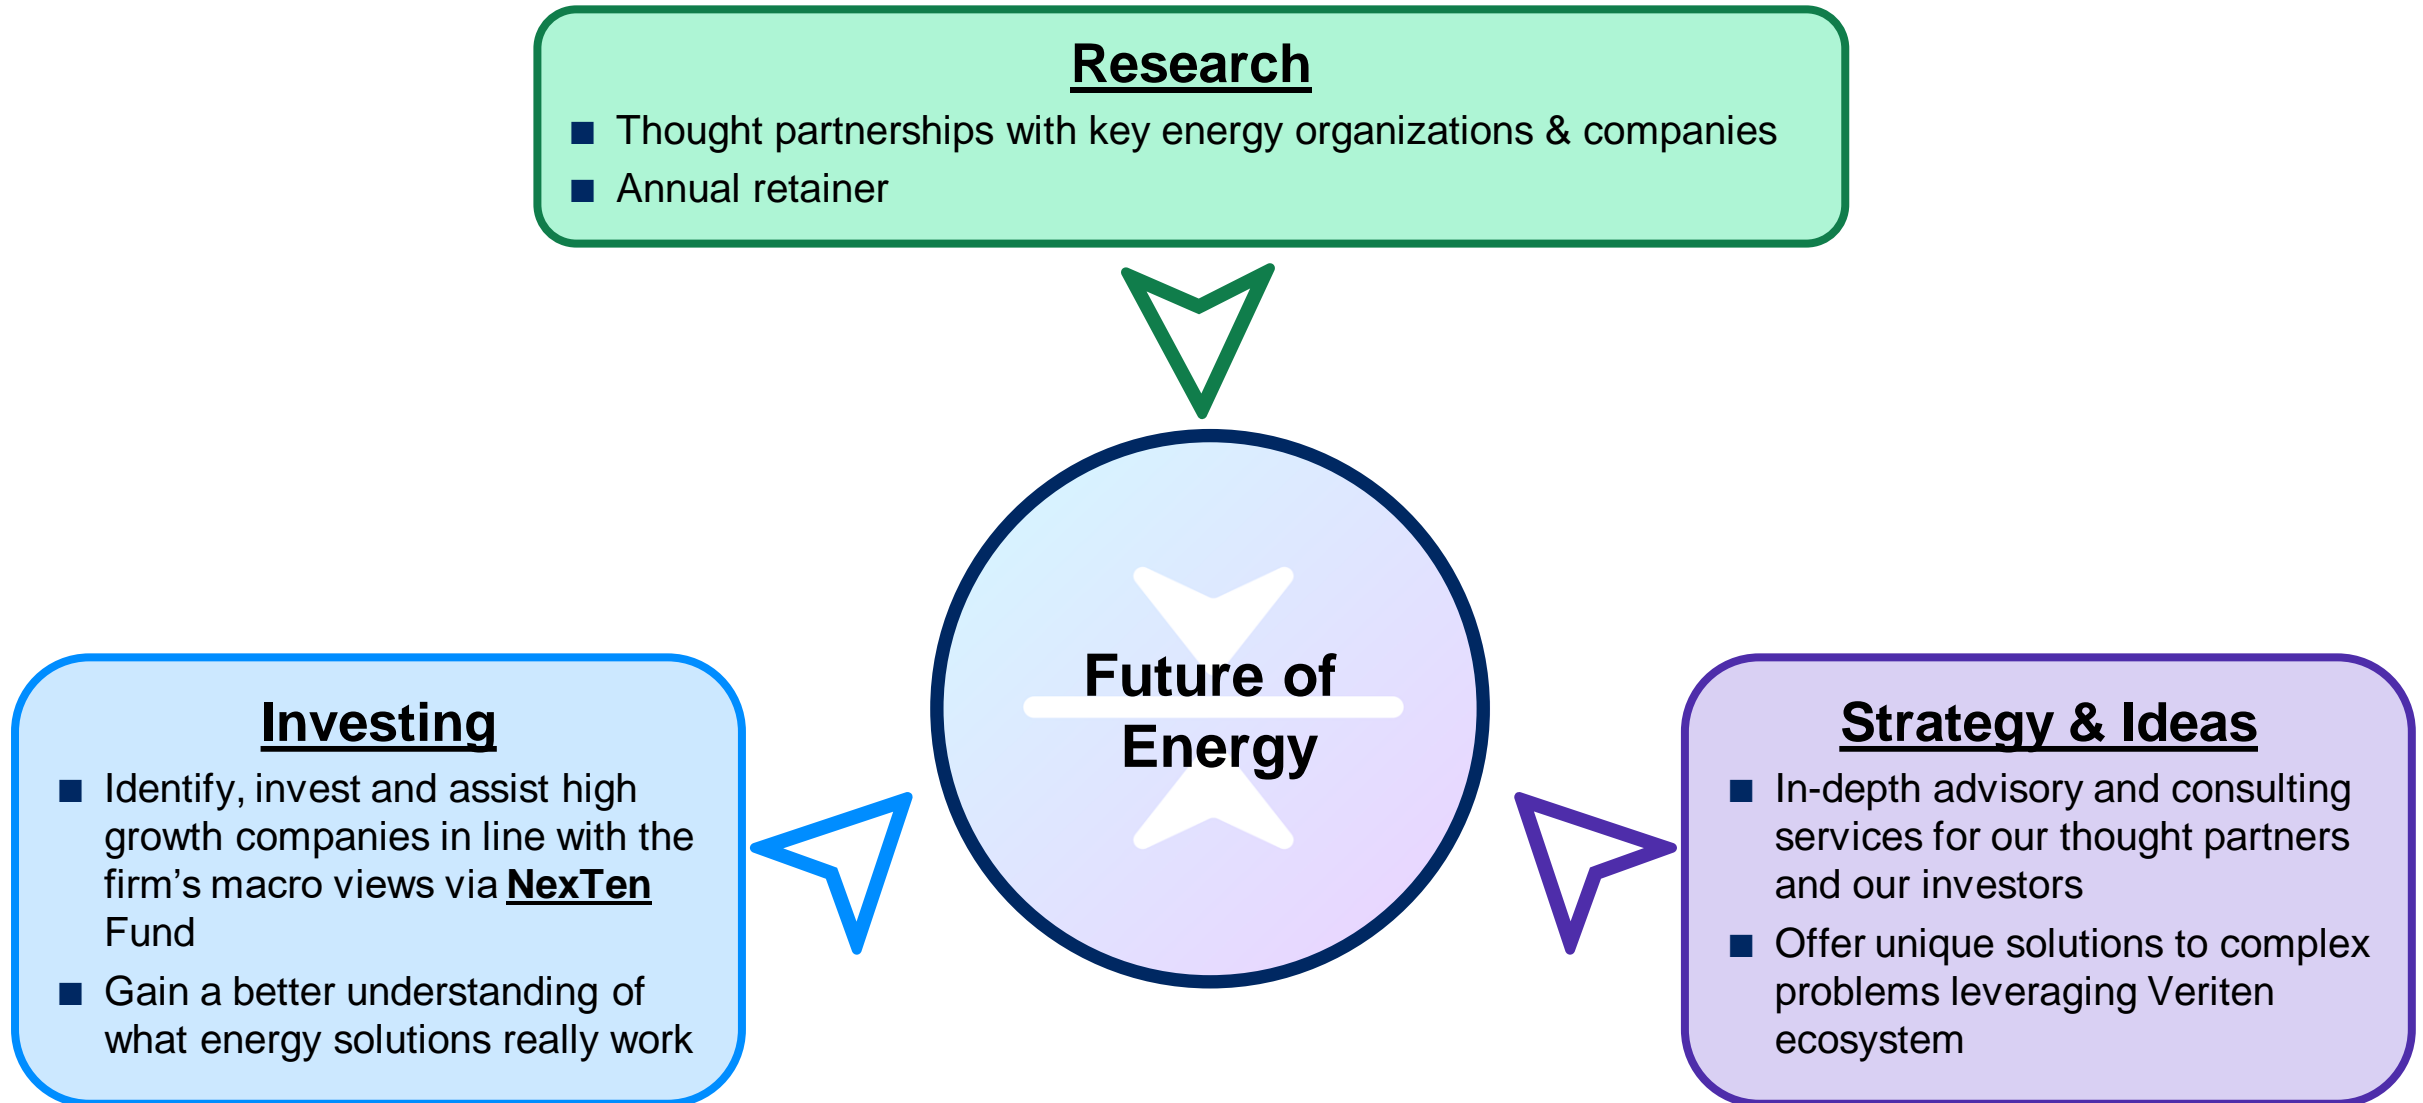 Research
■ Thought partnerships with key energy organizations & companies
■ Annual retainer
Future of
Energy
Investing
■ Identify, invest and assist high
growth companies in line with the
firm’s macro views via NexTen
Fund
■ Gain a better understanding of
what energy solutions really work
Strategy & Ideas
■ In-depth advisory and consulting
services for our thought partners
and our investors
■ Offer unique solutions to complex
problems leveraging Veriten
ecosystem